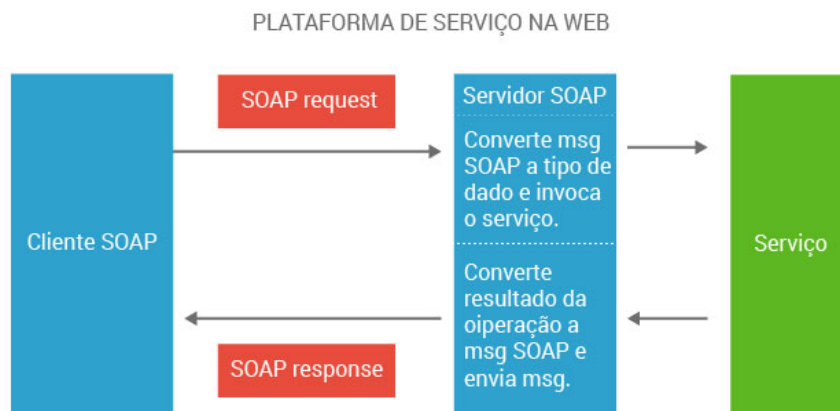 PLATAFORMA DE SERVIÇO NA WEB
SOAP request
Servidor SOAP
Converte msg
SOAP a tipo de
dado e invoca
o serviço.
Cliente SOAP
Serviço
Converte
resultado da
oiperação a
msg SOAP e
envia msg.
SOAP response